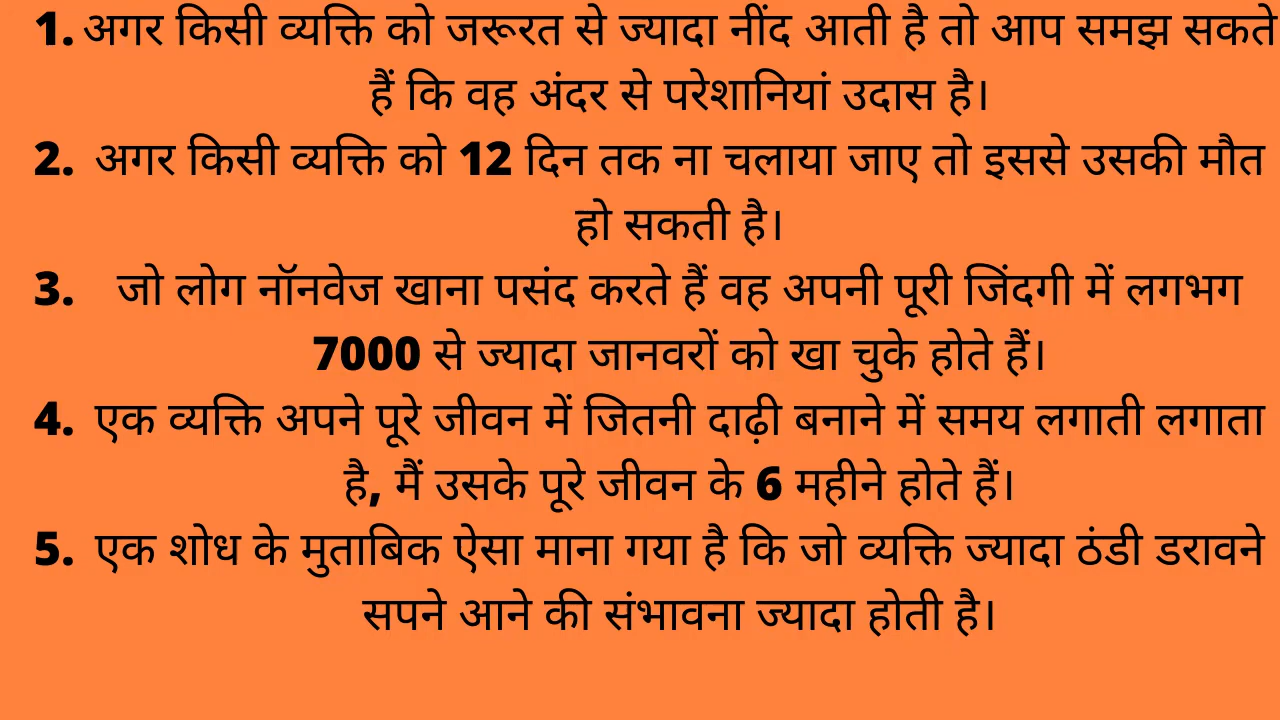 1. अगर किसी व्यक्ति को जरूरत से ज्यादा नींद आती है तो आप समझ सकते
हैं कि वह अंदर से परेशानियां उदास है।
2. अगर किसी व्यक्ति को 12 दिन तक ना चलाया जाए तो इससे उसकी मौत
हो सकती है।
3. जो लोग नॉनवेज खाना पसंद करते हैं वह अपनी पूरी जिंदगी में लगभग
7000 से ज्यादा जानवरों को खा चुके होते हैं।
4. एक व्यक्ति अपने पूरे जीवन में जितनी दाढ़ी बनाने में समय लगाती लगाता
है, मैं उसके पूरे जीवन के 6 महीने होते हैं।
5. एक शोध के मुताबिक ऐसा माना गया है कि जो व्यक्ति ज्यादा ठंडी डरावने
सपने आने की संभावना ज्यादा होती है।